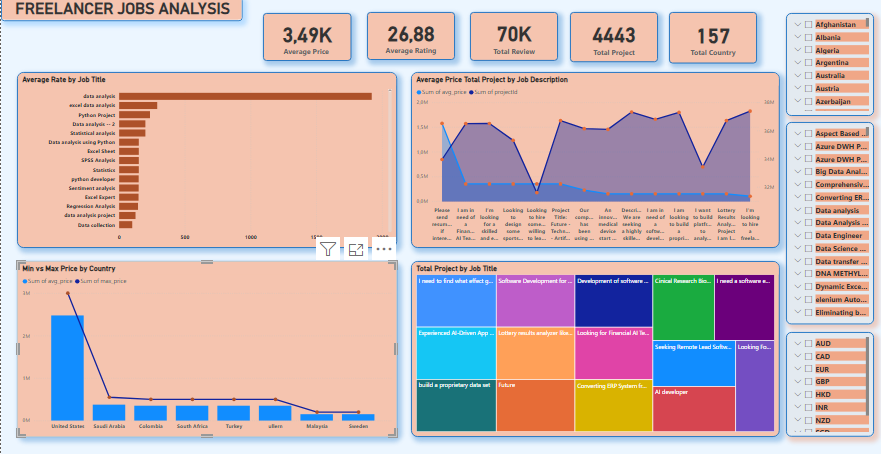 FREELANCER JOBS ANALYSIS
3,49K
Average Price
26,88
Average Rating
70K
Total Review
4443
Total Project
157
Total Country
Average Rate by Job Title
data analysis
excel data analysis
Python Project
Data analysis -- 2
Statistical analysis
Data analysis using Python
Excel Sheet
SPSS Analysis
Statistics
python developer
Sentiment analysis
Excel Expert
Regression Analysis
data analysis project
Data collection
0
500
1000
Average Price Total Project by Job Description
Sum of avg_price Sum of projectId
2,0M
1,5M
1,0M
0,5M
0,0M
38M
36M
34M
32M
Please send resum... if intere...
I am in need of a Finan... AI Tea...
I'm looking for a skilled and e...
Looking to design some sports...
Looking to hire some willing to lea...
Project Title: Future - Techn... - Artif...
Our comp... has been using ...
An innov... medical device start ...
Descri... We are seeking a highly skille...
I am in need of a softw... devel...
I am looking to build a propri...
I want to build platf... to analy...
Lottery Result Analy... Project I am l...
I'm looking to hire a freela...
Min vs Max Price by Country
Sum of avg_price Sum of max_price
3M
2M
1M
0M
United States
Saudi Arabia
Colombia
South Africa
Turkey
Malaysia
Sweden
Total Project by Job Title
I need to find what effect g...
Software Development for ...
Development of software ...
Clinical Research Bio...
I need a software e...
Experienced AI-Driven App ...
Lottery results analyser like...
Looking for Financial AI Te...
Seeking Remote Lead Softw...
Looking Fo...
build a proprietary data set
Future
Converting ERP System fr...
AI developer
Afghanistan
Albania
Algeria
Argentina
Australia
Austria
Azerbaijan
Aspect Based ...
Azure DWH P...
Azure DWH P...
Big Data Anal...
Comprehensiv...
Converting ER...
Data analysis
Data Analysis ...
Data Engineer
Data Science ...
Data transfer ...
DNA METHYL...
Dynamic Exce...
elenium Auto...
Eliminating b...
AUD
CAD
EUR
GBP
HKD
INR
NZD